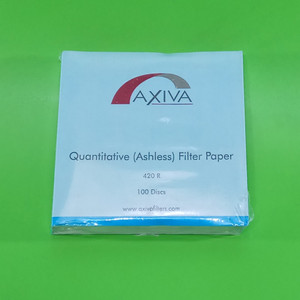 AXIVA
Quantitative (Ashless) Filter Paper
420 R
100 Discs
www.axivafilters.com